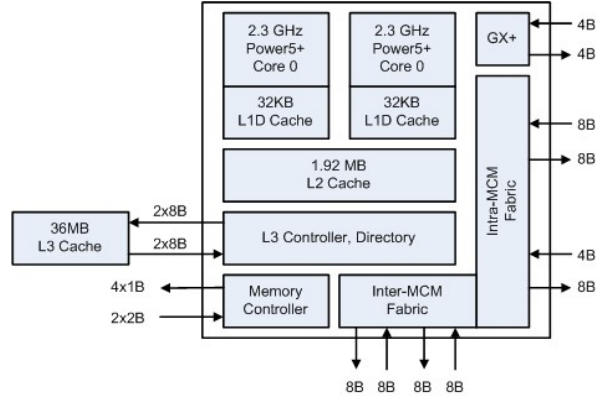 2.3 GHz
Power5+
Core 0
2.3 GHz
Power5+
Core 0
GX+
4B
4B
32KB
L1D Cache
32KB
L1D Cache
8B
8B
1.92 MB
L2 Cache
Intra-MCM
Fabric
36MB
L3 Cache
2x8B
2x8B
L3 Controller, Directory
4B
8B
4x1B
2x2B
Memory
Controller
Inter-MCM
Fabric
8B
8B
8B
8B